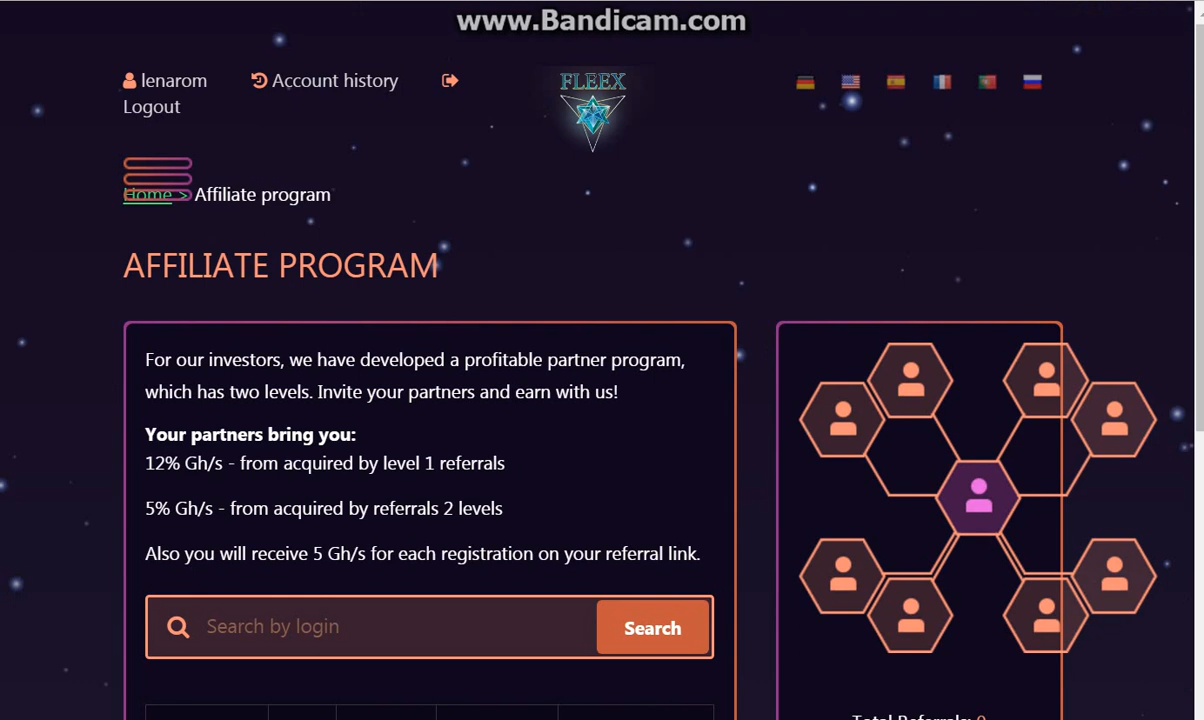 www.Bandicam.com
lenarom
Account history
Logout
FLEEX
Home > Affiliate program
AFFILIATE PROGRAM
For our investors, we have developed a profitable partner program,
which has two levels. Invite your partners and earn with us!
Your partners bring you:
12% Gh/s - from acquired by level 1 referrals
5% Gh/s - from acquired by referrals 2 levels
Also you will receive 5 Gh/s for each registration on your referral link.
Search by login
Search
Total Referrals: 0